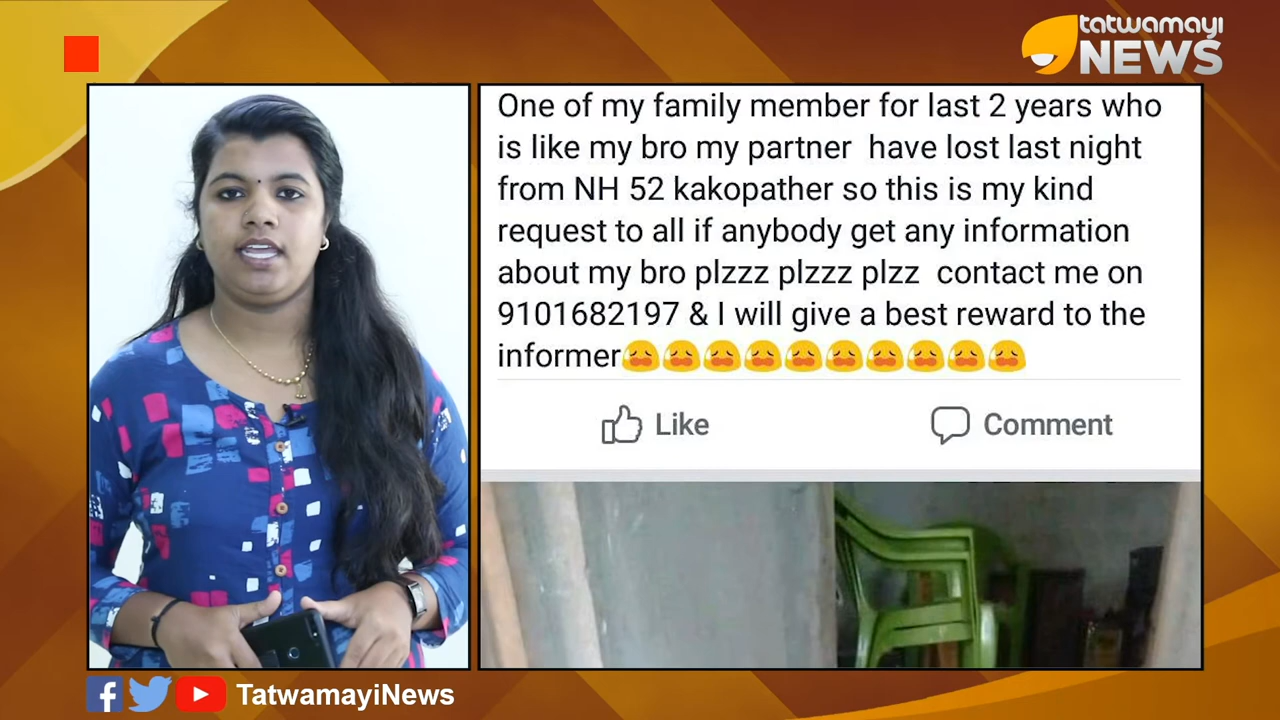 tatwamayi
NEWS
One of my family member for last 2 years who
is like my bro my partner have lost last night
from NH 52 kakopather so this is my kind
request to all if anybody get any information
about my bro plzzz plzzz plzz contact me on
9101682197 & I will give a best reward to the
informer😥😥😥😥😥😥😥😥😥😥
Like
Comment
TatwamayiNews